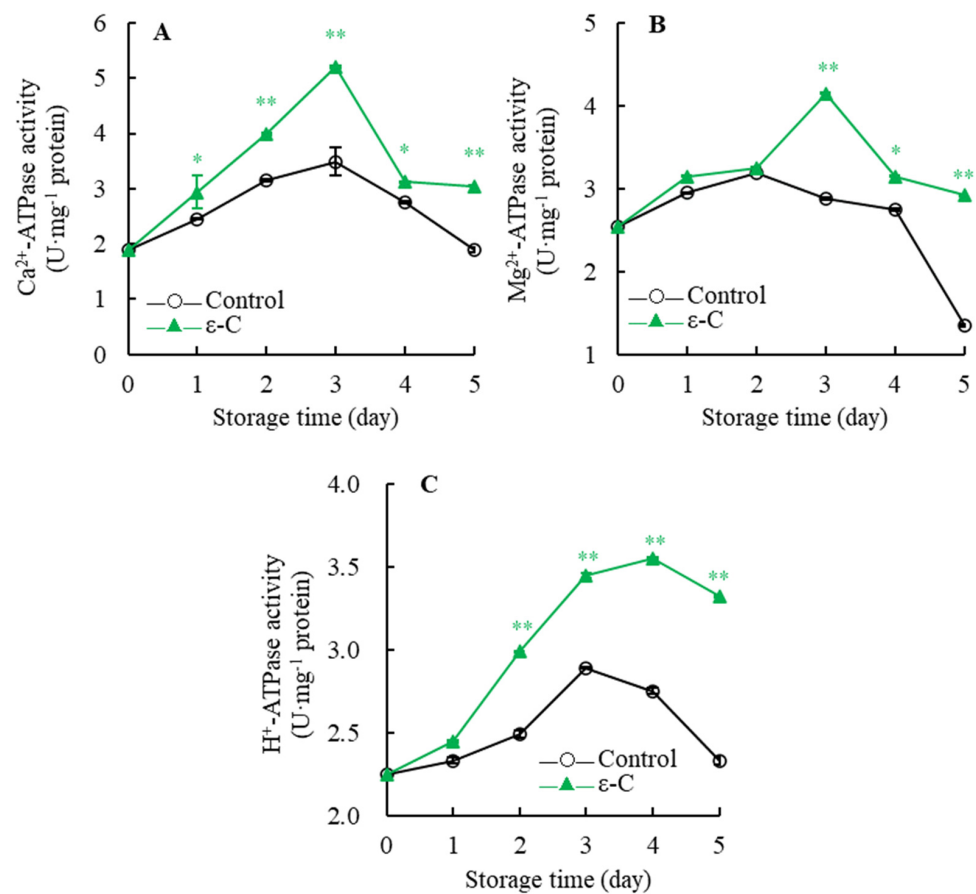 A
Ca²⁺-ATPase activity
(U·mg⁻¹ protein)
6
5
4
3
2
1
0
**
**
*
*
**
Control
ε-C
0 1 2 3 4 5
Storage time (day)
B
Mg²⁺-ATPase activity
(U·mg⁻¹ protein)
5
4
3
2
1
**
*
**
Control
ε-C
0 1 2 3 4 5
Storage time (day)
C
H⁺-ATPase activity
(U·mg⁻¹ protein)
4.0
3.5
3.0
2.5
2.0
**
**
**
**
Control
ε-C
0 1 2 3 4 5
Storage time (day)